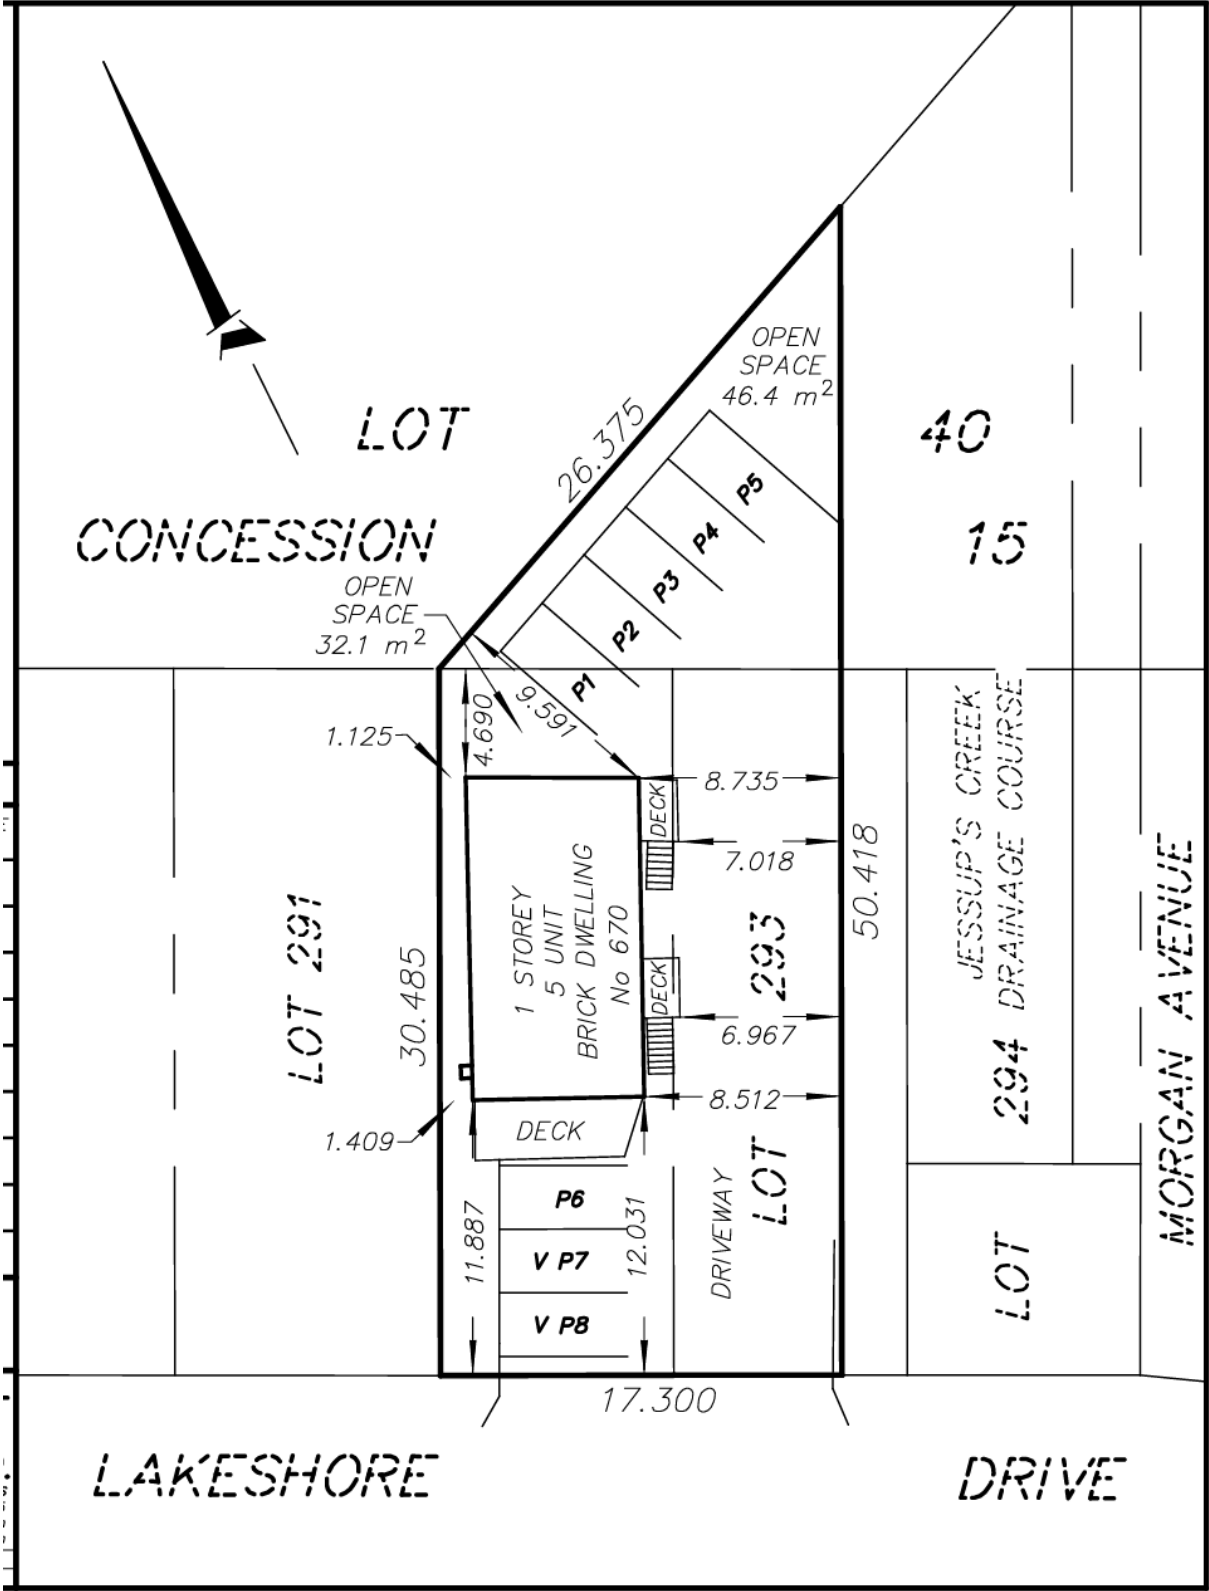 OPEN
SPACE
46.4 m²
LOT
40
26.375
P5
CONCESSION
15
P4
P3
P2
P1
OPEN
SPACE
32.1 m²
9.591
4.690
1.125
8.735
DECK
7.018
1 STOREY
5 UNIT
BRICK DWELLING
No 670
LOT 291
30.485
50.418
LOT 293
DECK
6.967
8.512
JESSUP'S CREEK
DRAINAGE COURSE
LOT 294
MORGAN AVENUE
1.409
DECK
P6
V P7
V P8
11.887
12.031
DRIVEWAY
17.300
LAKESHORE DRIVE